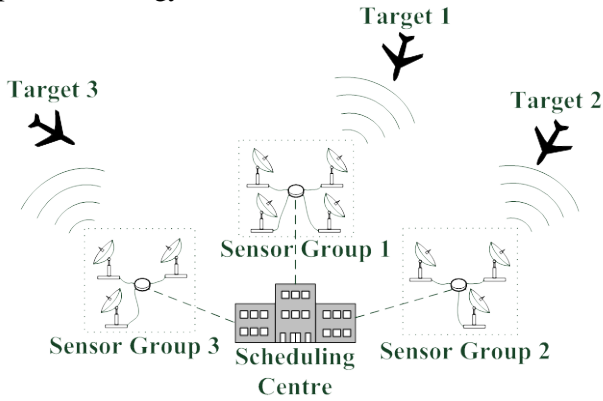 Target 1
Target 3
Target 2
Sensor Group 1
Sensor Group 3
Scheduling
Centre
Sensor Group 2